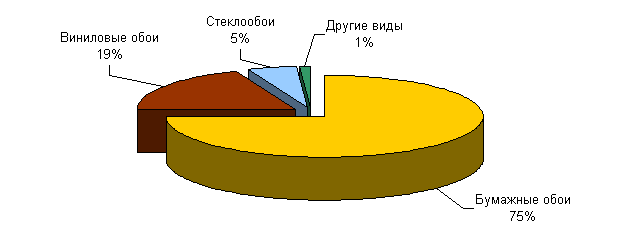 Стеклообои
5%
Другие виды
1%
Виниловые обои
19%
Бумажные обои
75%